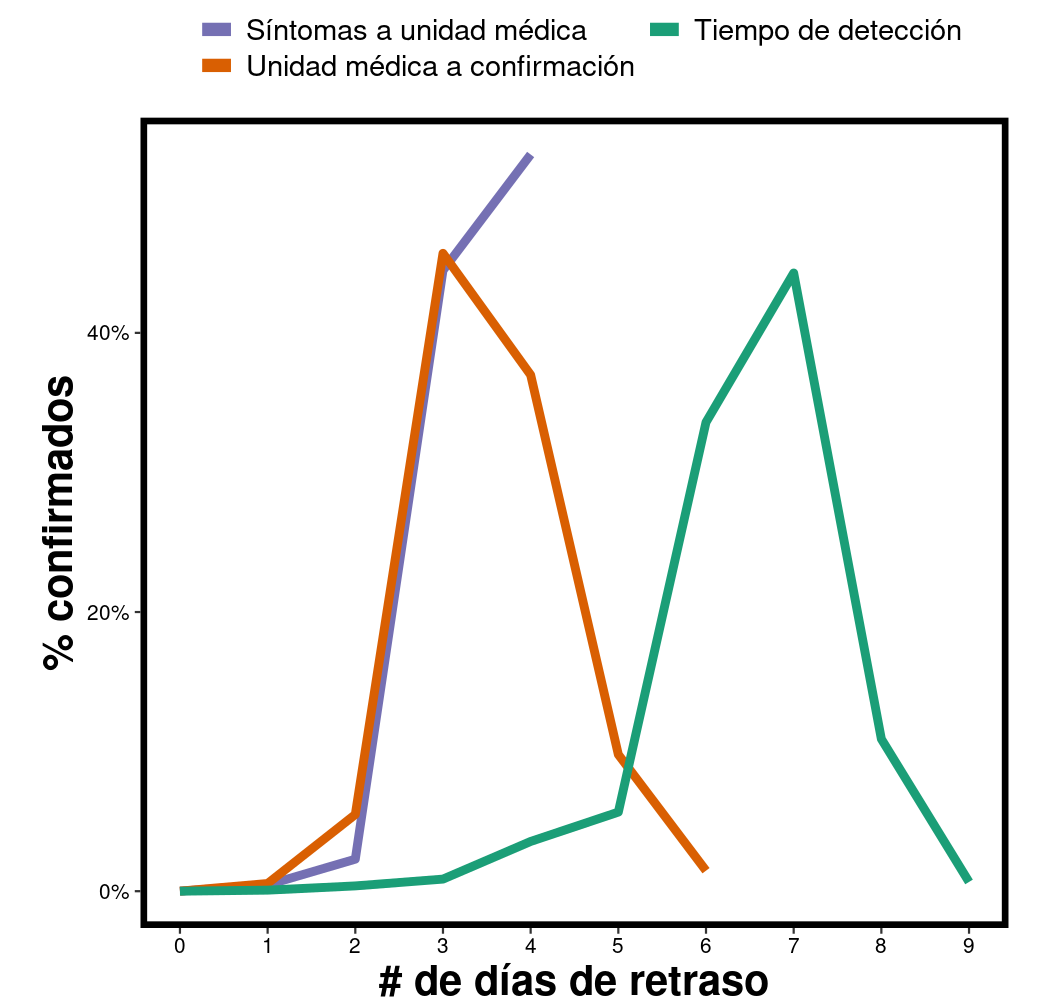 Síntomas a unidad médica
Tiempo de detección
Unidad médica a confirmación
% confirmados
40%
20%
0%
0 1 2 3 4 5 6 7 8 9
# de días de retraso